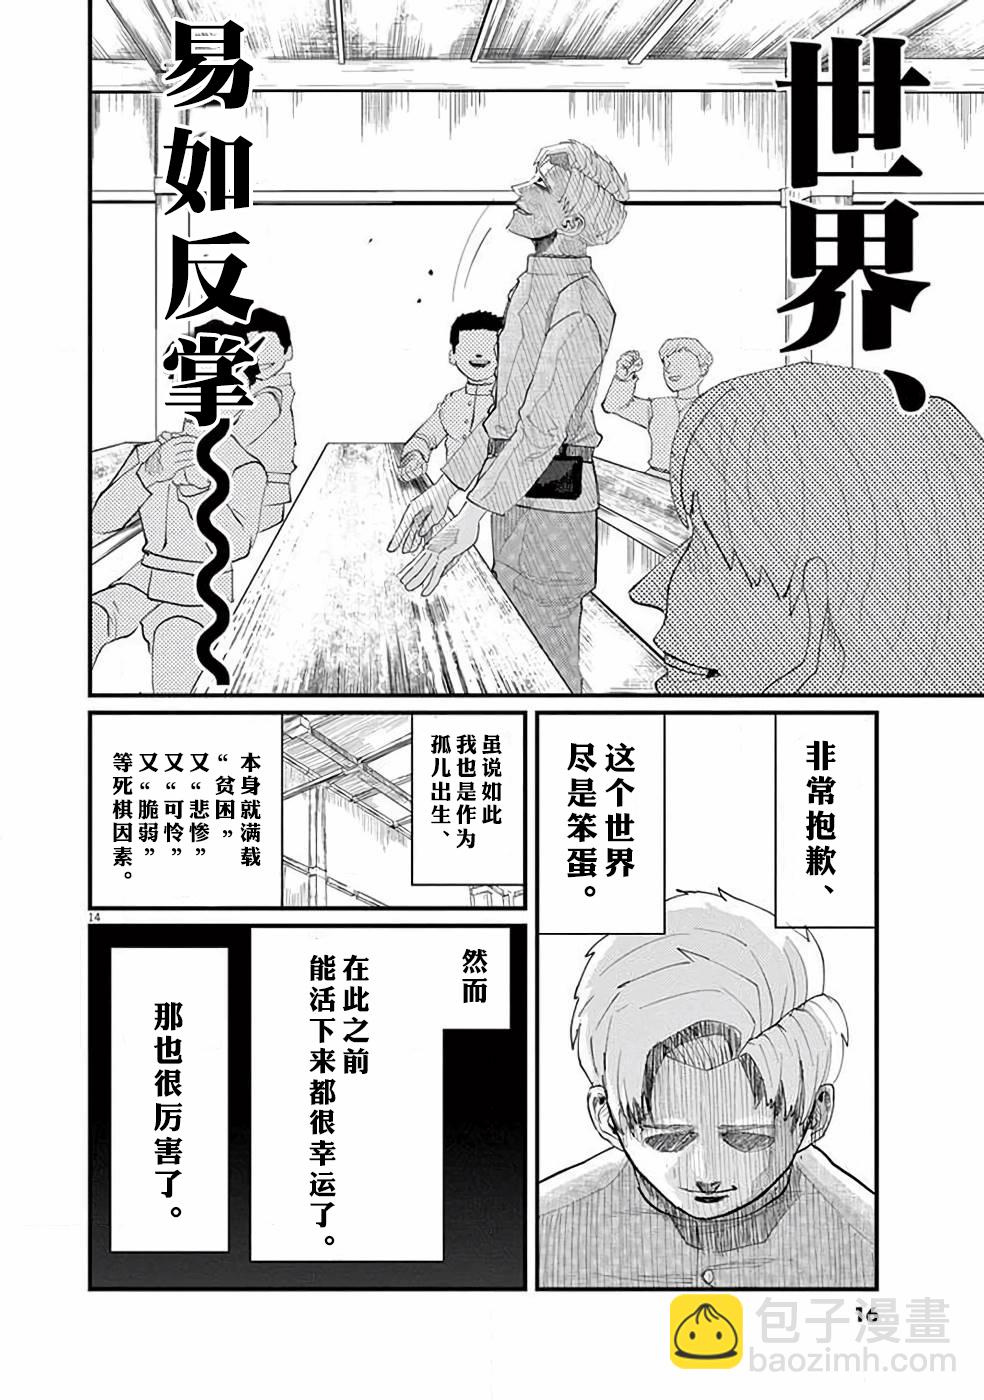 世界、
易如反掌
非常抱歉、
这个世界
尽是笨蛋。
虽说如此
我也是作为
孤儿出生、
本身就满载
“贫困”
又“悲惨”
又“可怜”
又“脆弱”
等死棋因素。
14
然而
在此之前
能活下来都很幸运了。
那也很厉害了。
16
包子漫畫
baozimh.com